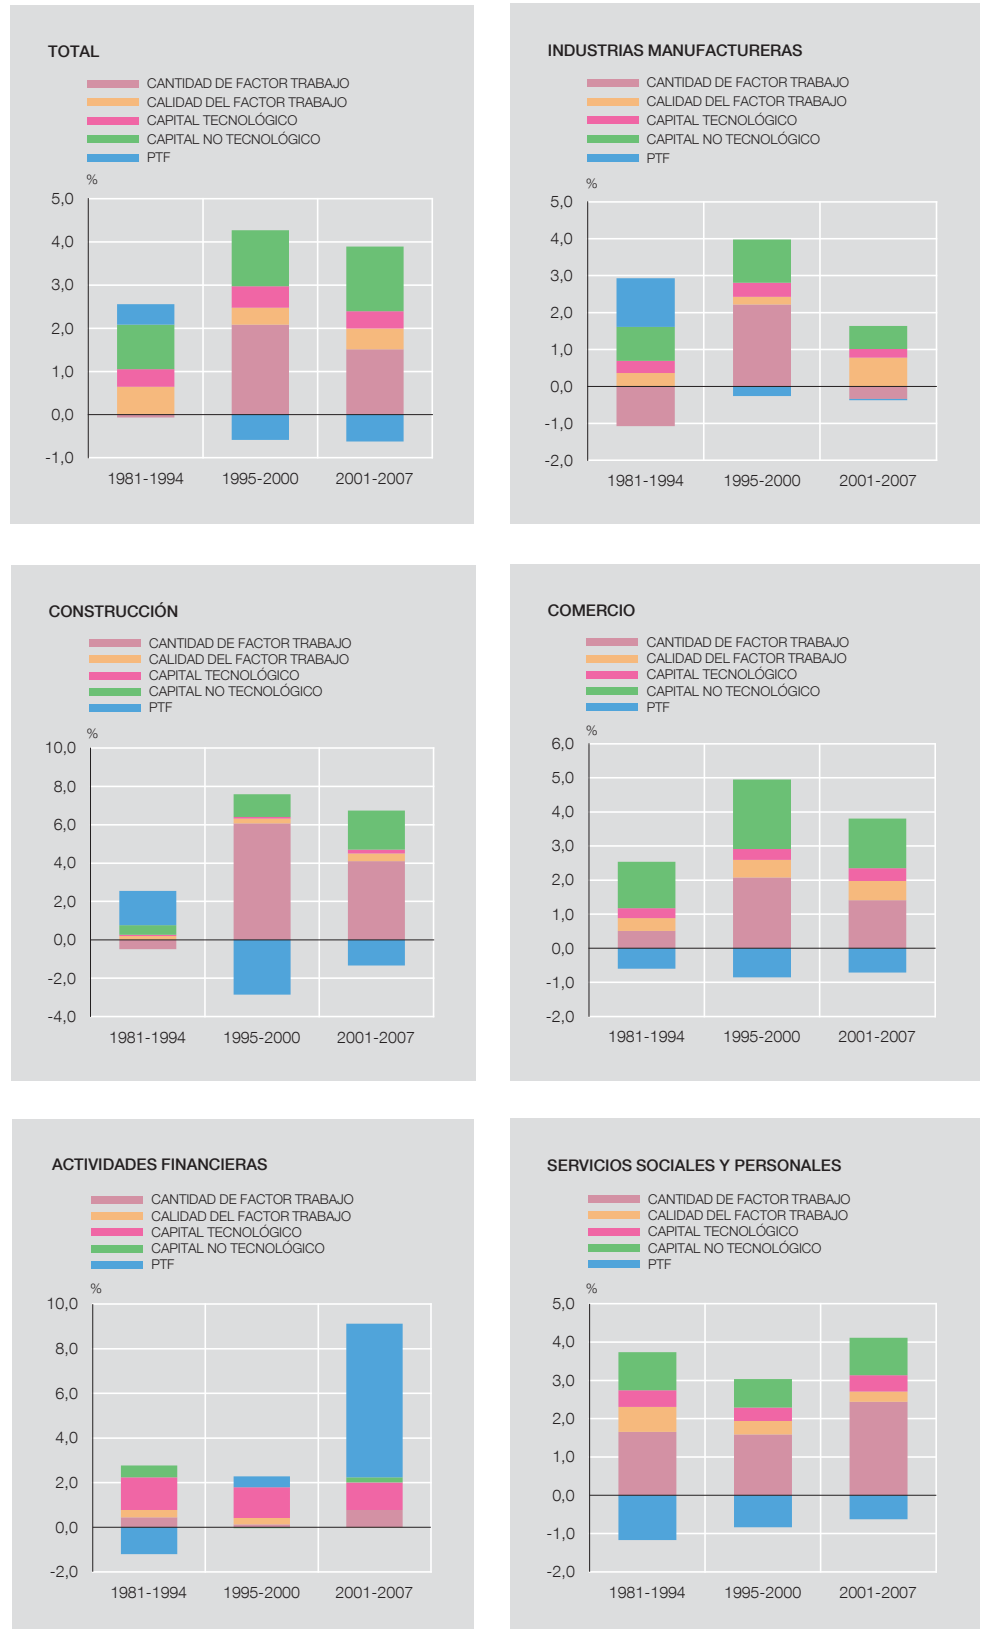 TOTAL
CANTIDAD DE FACTOR TRABAJO
CALIDAD DEL FACTOR TRABAJO
CAPITAL TECNOLÓGICO
CAPITAL NO TECNOLÓGICO
PTF
%
5,0
4,0
3,0
2,0
1,0
0,0
-1,0
1981-1994 1995-2000 2001-2007
INDUSTRIAS MANUFACTURERAS
CANTIDAD DE FACTOR TRABAJO
CALIDAD DEL FACTOR TRABAJO
CAPITAL TECNOLÓGICO
CAPITAL NO TECNOLÓGICO
PTF
%
5,0
4,0
3,0
2,0
1,0
0,0
-1,0
-2,0
1981-1994 1995-2000 2001-2007
CONSTRUCCIÓN
CANTIDAD DE FACTOR TRABAJO
CALIDAD DEL FACTOR TRABAJO
CAPITAL TECNOLÓGICO
CAPITAL NO TECNOLÓGICO
PTF
%
10,0
8,0
6,0
4,0
2,0
0,0
-2,0
-4,0
1981-1994 1995-2000 2001-2007
COMERCIO
CANTIDAD DE FACTOR TRABAJO
CALIDAD DEL FACTOR TRABAJO
CAPITAL TECNOLÓGICO
CAPITAL NO TECNOLÓGICO
PTF
%
6,0
5,0
4,0
3,0
2,0
1,0
0,0
-1,0
-2,0
1981-1994 1995-2000 2001-2007
ACTIVIDADES FINANCIERAS
CANTIDAD DE FACTOR TRABAJO
CALIDAD DEL FACTOR TRABAJO
CAPITAL TECNOLÓGICO
CAPITAL NO TECNOLÓGICO
PTF
%
10,0
8,0
6,0
4,0
2,0
0,0
-2,0
1981-1994 1995-2000 2001-2007
SERVICIOS SOCIALES Y PERSONALES
CANTIDAD DE FACTOR TRABAJO
CALIDAD DEL FACTOR TRABAJO
CAPITAL TECNOLÓGICO
CAPITAL NO TECNOLÓGICO
PTF
%
5,0
4,0
3,0
2,0
1,0
0,0
-1,0
-2,0
1981-1994 1995-2000 2001-2007